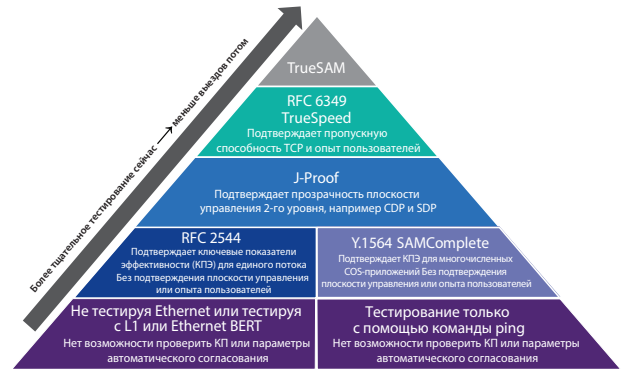 TrueSAM
RFC 6349
TrueSpeed
Подтверждает пропускную
способность TCP и опыт пользователей
J-Proof
Подтверждает прозрачность плоскости
управления 2-го уровня, например CDP и SDP
RFC 2544
Подтверждает ключевые показатели
эффективности (КПЭ) для единого потока
Без подтверждения плоскости управления
или опыта пользователей
Y.1564 SAMComplete
Подтверждает КПЭ для многочисленных
COS-приложений Без подтверждения
плоскости управления или опыта пользователей
Не тестируя Ethernet или тестируя
с L1 или Ethernet BERT
Нет возможности проверить КП или параметры
автоматического согласования
Тестирование только
с помощью команды ping
Нет возможности проверить КП или параметры
автоматического согласования
Более тщательное тестирование сейчас → меньше выездов потом